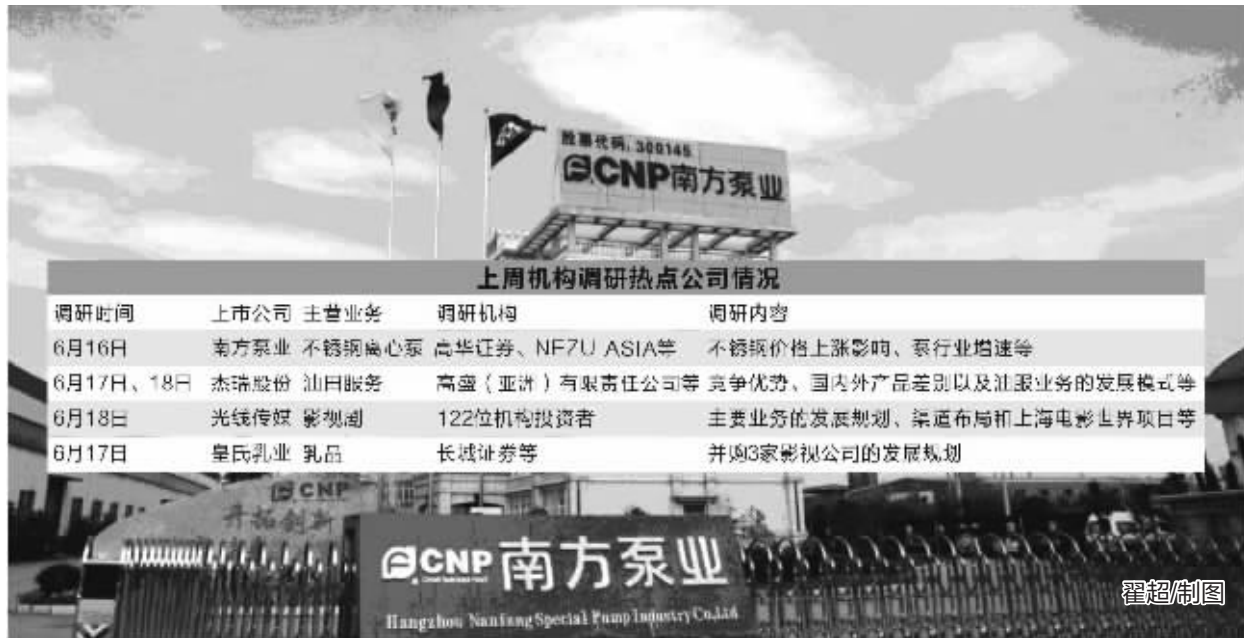 股票代码:300145
CNP南方泵业
上周机构调研热点公司情况
调研时间 上市公司 主营业务 调研机构 调研内容
6月16日 南方泵业 不锈钢离心泵 高华证券、NEZU ASIA等 不锈钢价格上涨影响、泵行业增速等
6月17日、18日 杰瑞股份 油田服务 高盛(亚洲)有限责任公司等 竞争优势、国内外产品差别以及油服业务的发展模式等
6月18日 光线传媒 影视剧 122位机构投资者 主要业务的发展规划、渠道布局和上海电影世界项目等
6月17日 皇氏乳业 乳品 长城证券等 并购3家影视公司的发展规划
CNP
开拓创新
CNP南方泵业
Hangzhou Nanfang Special Pump Industry Co.Ltd
翟超/制图